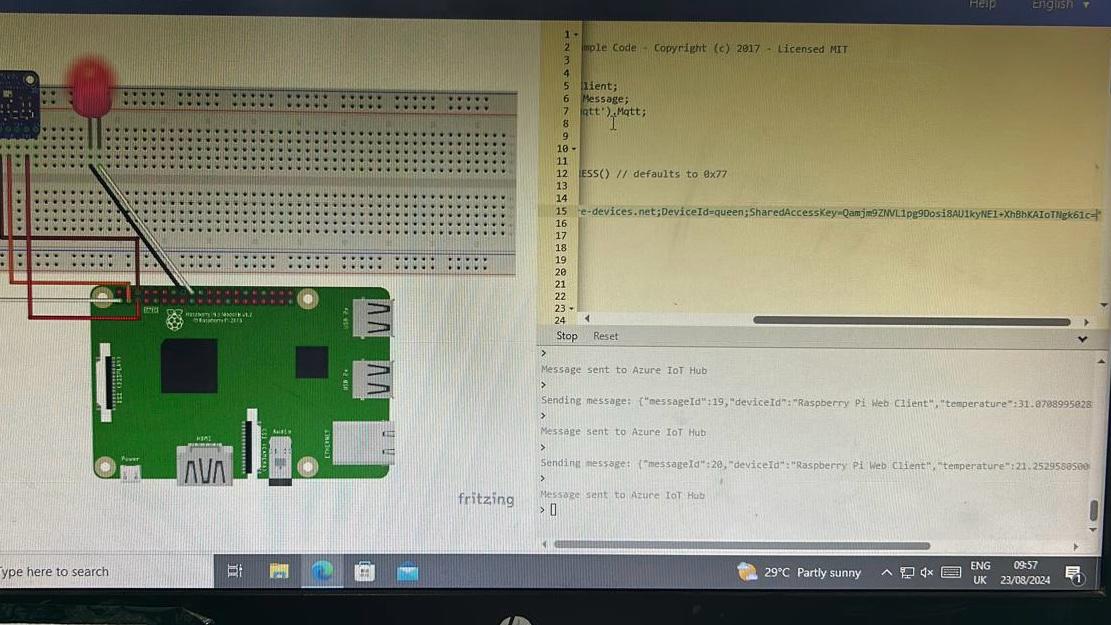 Help English
1
2 mple Code - Copyright (c) 2017 - Licensed MIT
3
4
5 lient;
6 Message;
7 qtt').Mqtt;
8
9
10
11
12 ESS() // defaults to 0x77
13
14
15 e-devices.net;DeviceId=queen;SharedAccessKey=
16
17
18
19
20
21
22
23
24
Stop Reset
>
Message sent to Azure IoT Hub
>
Sending message: {"messageId":19,"deviceId":"Raspberry Pi Web Client","temperature":31.0708995028
>
Message sent to Azure IoT Hub
>
Sending message: {"messageId":20,"deviceId":"Raspberry Pi Web Client","temperature":21.2529580500
>
Message sent to Azure IoT Hub
>
Raspberry Pi 3 Model B v1.2
© Raspberry Pi 2015
USB 2x
USB 2x
ETHERNET
HDMI
Audio
Power
fritzing
ype here to search
29°C Partly sunny
ENG
UK
09:57
23/08/2024
1